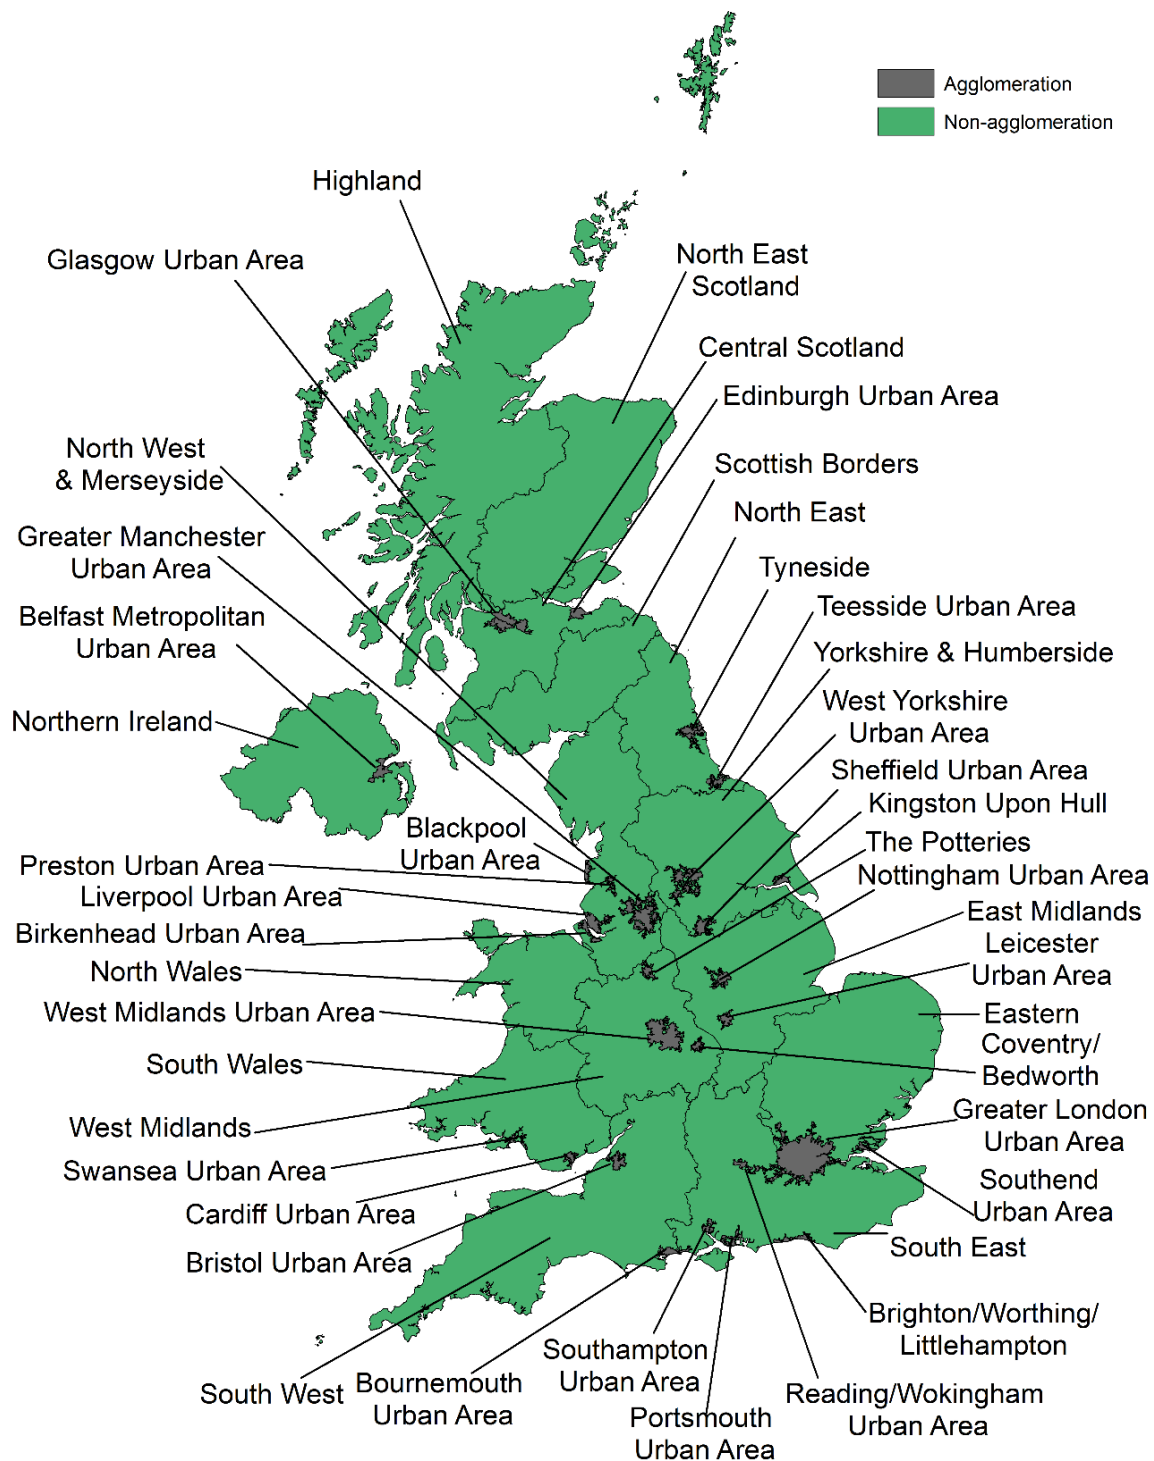 Agglomeration
Non-agglomeration
Highland
Glasgow Urban Area
North East
Scotland
Central Scotland
Edinburgh Urban Area
North West
& Merseyside
Scottish Borders
North East
Greater Manchester
Urban Area
Tyneside
Belfast Metropolitan
Urban Area
Teesside Urban Area
Yorkshire & Humberside
West Yorkshire
Urban Area
Northern Ireland
Sheffield Urban Area
Kingston Upon Hull
Blackpool
Urban Area
The Potteries
Preston Urban Area
Nottingham Urban Area
Liverpool Urban Area
East Midlands
Birkenhead Urban Area
Leicester
Urban Area
North Wales
West Midlands Urban Area
Eastern
Coventry/
Bedworth
South Wales
Greater London
Urban Area
West Midlands
Swansea Urban Area
Southend
Urban Area
Cardiff Urban Area
South East
Bristol Urban Area
Brighton/Worthing/
Littlehampton
Southampton
Urban Area
South West
Bournemouth
Urban Area
Reading/Wokingham
Urban Area
Portsmouth
Urban Area